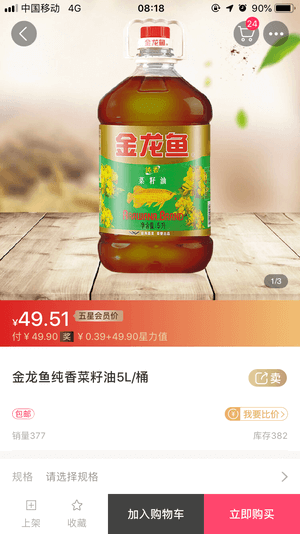 中国移动 4G
08:18
90%
24
金龙鱼
金龙鱼
纯香
菜籽油
5升
1/3
¥49.51 五星会员价
付 ¥ 49.90 奖 ¥ 0.39+49.90星力值
金龙鱼纯香菜籽油5L/桶
卖
包邮
我要比价>
销量377
库存382
规格 请选择规格
上架
收藏
加入购物车
立即购买